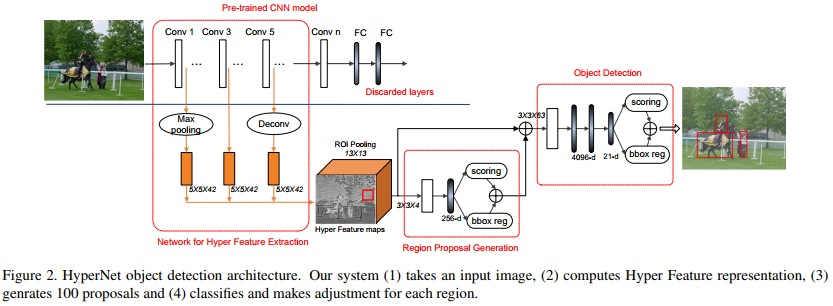 Pre-trained CNN model
Conv 1 Conv 3 Conv 5 Conv n FC FC
... ... ...
Discarded layers
Object Detection
Max pooling
Deconv
3X3X63
scoring
ROI Pooling
13X13
4096-d 21-d
bbox reg
scoring
5X5X42 5X5X42 5X5X42
3X3X4
256-d
bbox reg
Hyper Feature maps
Network for Hyper Feature Extraction
Region Proposal Generation
Figure 2. HyperNet object detection architecture. Our system (1) takes an input image, (2) computes Hyper Feature representation, (3)
genrates 100 proposals and (4) classifies and makes adjustment for each region.